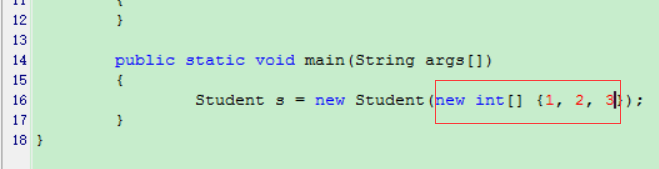 12 }
13
14 public static void main(String args[])
15 {
16 Student s = new Student(new int[] {1, 2, 3});
17 }
18 }